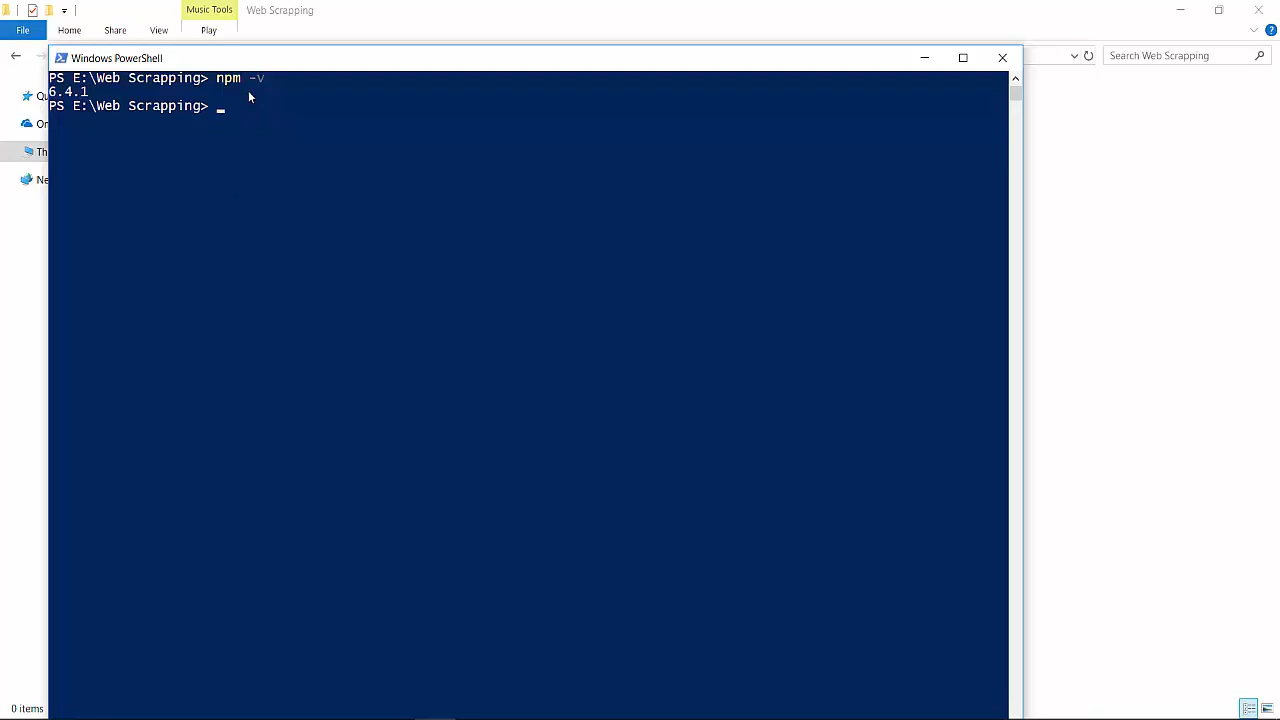 Music Tools
Web Scrapping
File
Home
Share
View
Play
Search Web Scrapping
Windows PowerShell
PS E:\Web Scrapping> npm -v
6.4.1
PS E:\Web Scrapping> _
0 items